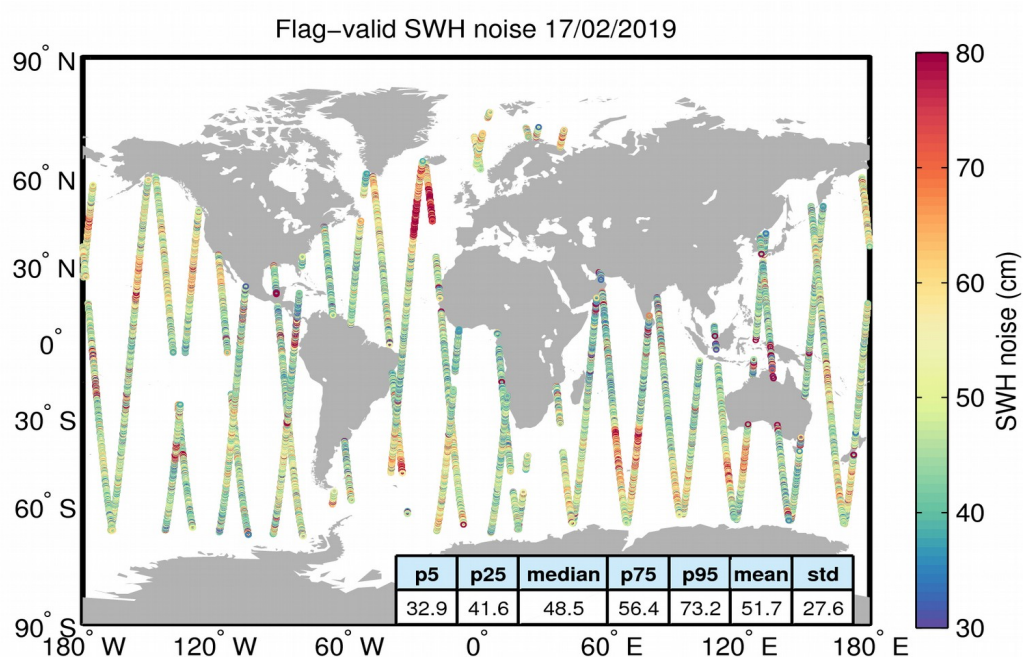 Flag−valid SWH noise 17/02/2019
90° N
60° N
30° N
0°
30° S
60° S
90° S
180° W
120° W
60° W
0°
60° E
120° E
180° E
80
70
60
50
40
30
SWH noise (cm)
p5 p25 median p75 p95 mean std
32.9 41.6 48.5 56.4 73.2 51.7 27.6